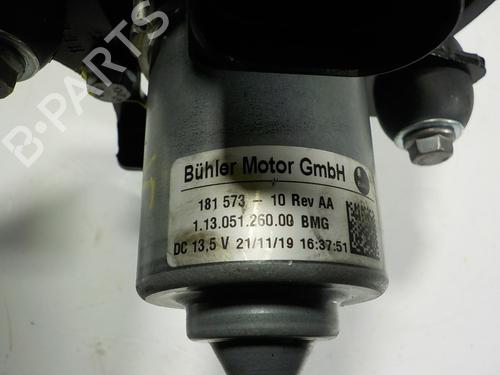 B-PARTS
Bühler Motor GmbH
181 573 - 10 Rev AA
1.13.051.260.00 BMG
DC 13,5 V 21/11/19 16:37:51